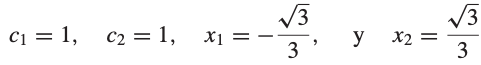 c₁ = 1, c₂ = 1, x₁ = −√3/3, y x₂ = √3/3